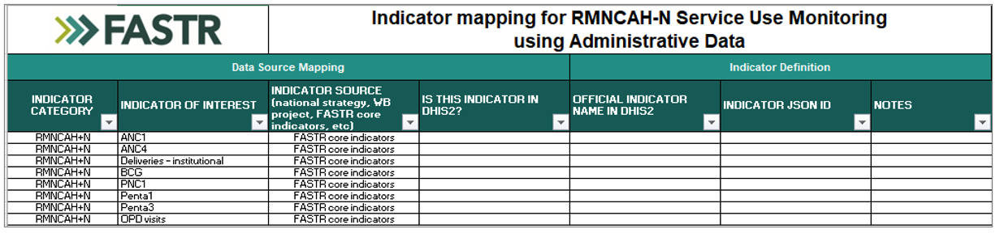 FASTR
Indicator mapping for RMNCAH-N Service Use Monitoring
using Administrative Data
Data Source Mapping
Indicator Definition
INDICATOR
CATEGORY
INDICATOR OF INTEREST
INDICATOR SOURCE
(national strategy, WB
project, FASTR core
indicators, etc)
IS THIS INDICATOR IN
DHIS2?
OFFICIAL INDICATOR
NAME IN DHIS2
INDICATOR JSON ID
NOTES
RMNCAH+N ANC1 FASTR core indicators
RMNCAH+N ANC4 FASTR core indicators
RMNCAH+N Deliveries - institutional FASTR core indicators
RMNCAH+N BCG FASTR core indicators
RMNCAH+N PNC1 FASTR core indicators
RMNCAH+N Penta1 FASTR core indicators
RMNCAH+N Penta3 FASTR core indicators
RMNCAH+N OPD visits FASTR core indicators